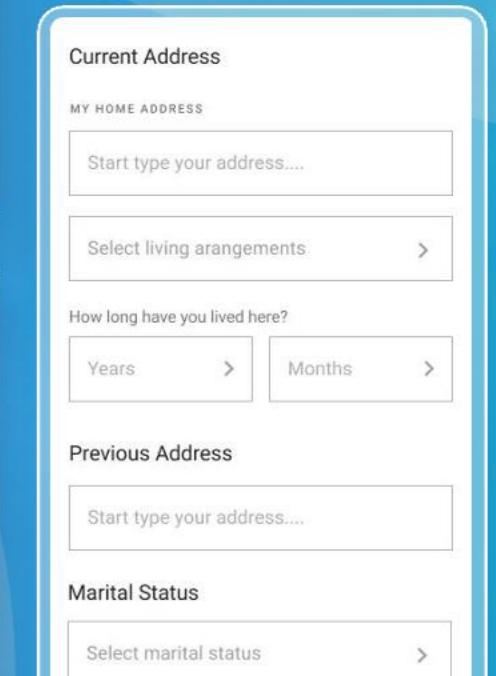 Current Address
MY HOME ADDRESS
Start type your address....
Select living arangements
How long have you lived here?
Years Months
Previous Address
Start type your address....
Marital Status
Select marital status